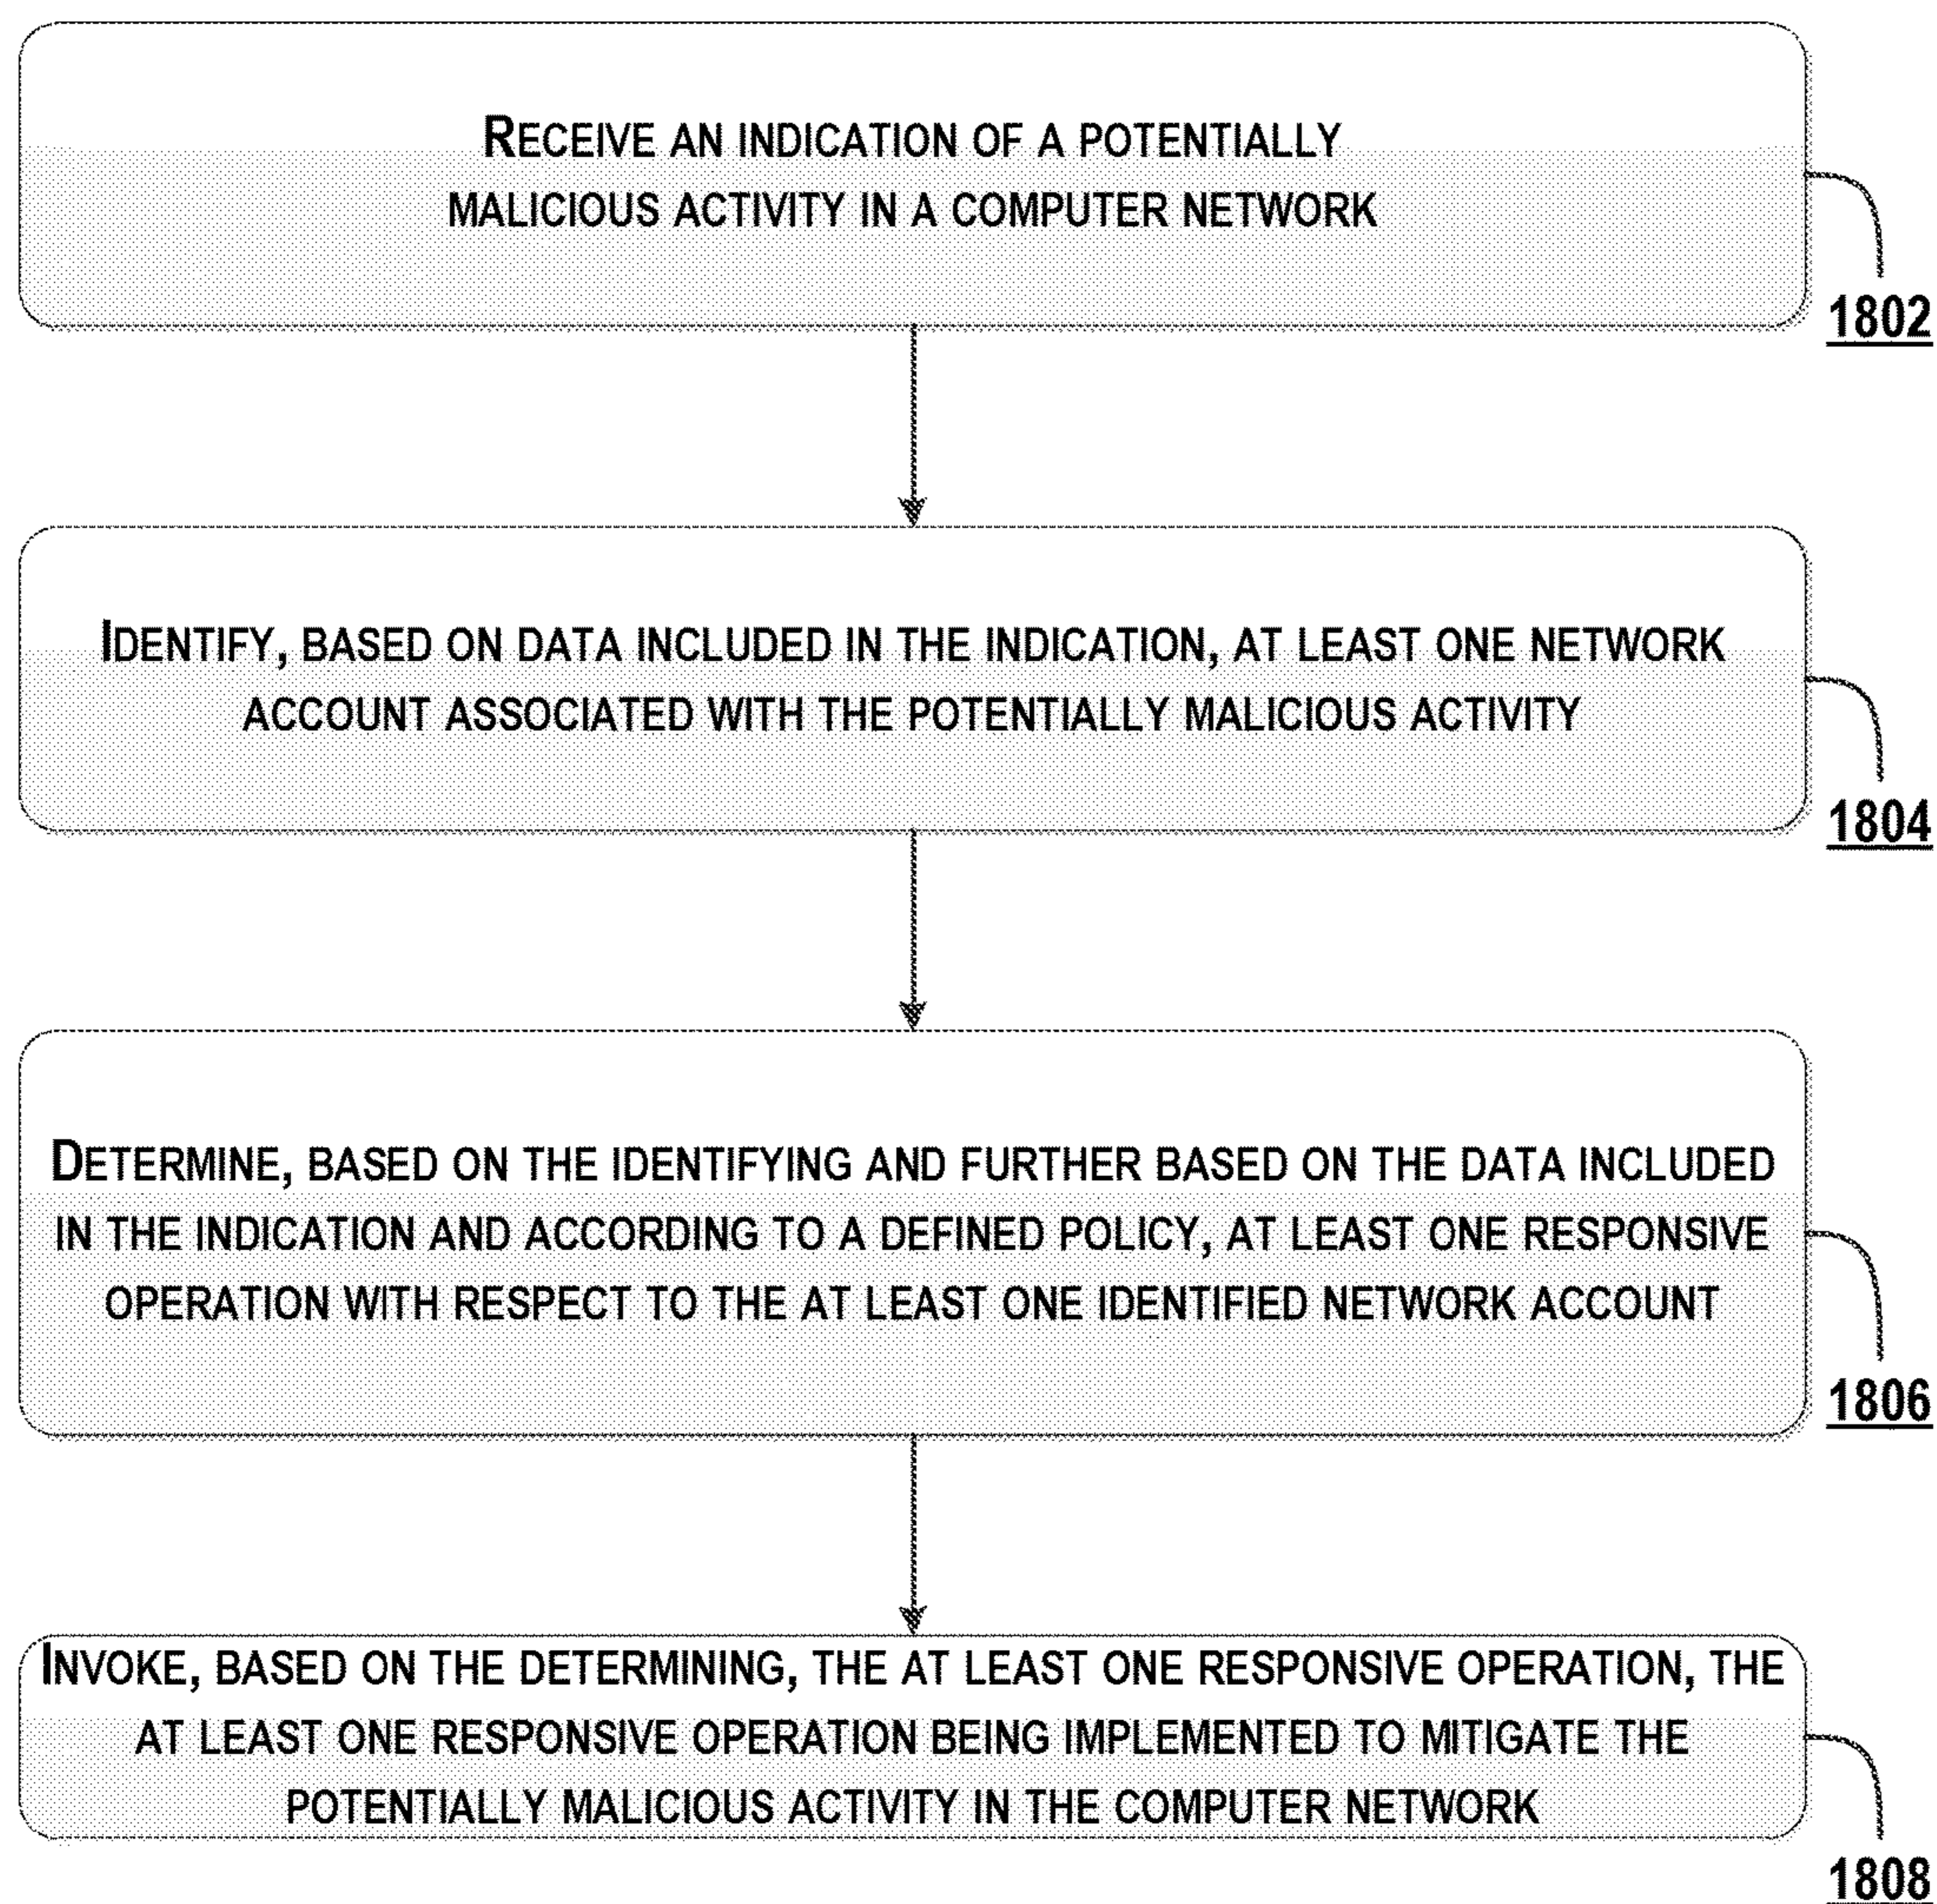 RECEIVE AN INDICATION OF A POTENTIALLY
MALICIOUS ACTIVITY IN A COMPUTER NETWORK
1802
IDENTIFY, BASED ON DATA INCLUDED IN THE INDICATION, AT LEAST ONE NETWORK
ACCOUNT ASSOCIATED WITH THE POTENTIALLY MALICIOUS ACTIVITY
1804
DETERMINE, BASED ON THE IDENTIFYING AND FURTHER BASED ON THE DATA INCLUDED
IN THE INDICATION AND ACCORDING TO A DEFINED POLICY, AT LEAST ONE RESPONSIVE
OPERATION WITH RESPECT TO THE AT LEAST ONE IDENTIFIED NETWORK ACCOUNT
1806
INVOKE, BASED ON THE DETERMINING, THE AT LEAST ONE RESPONSIVE OPERATION, THE
AT LEAST ONE RESPONSIVE OPERATION BEING IMPLEMENTED TO MITIGATE THE
POTENTIALLY MALICIOUS ACTIVITY IN THE COMPUTER NETWORK
1808